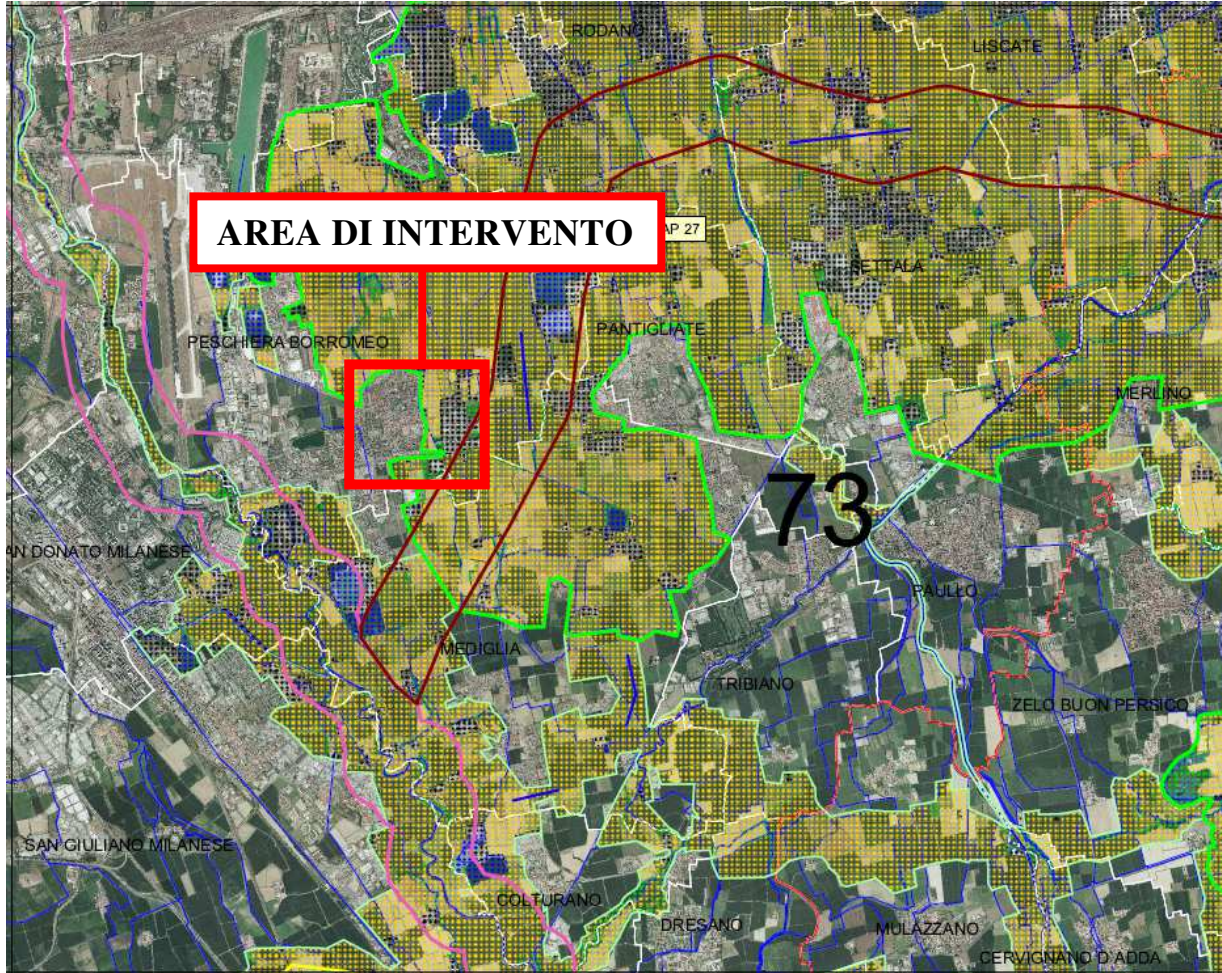 RODANO
LISCATE
AREA DI INTERVENTO
AP 27
SETTALA
PESCHIERA BORROMEO
PANTIGLIATE
MERLINO
73
AN DONATO MILANESE
PAULLO
MEDIGLIA
TRIBIANO
ZELO BUON PERSICO
SAN GIULIANO MILANESE
COLTURANO
DRESANO
MULAZZANO
CERVIGNANO D'ADDA